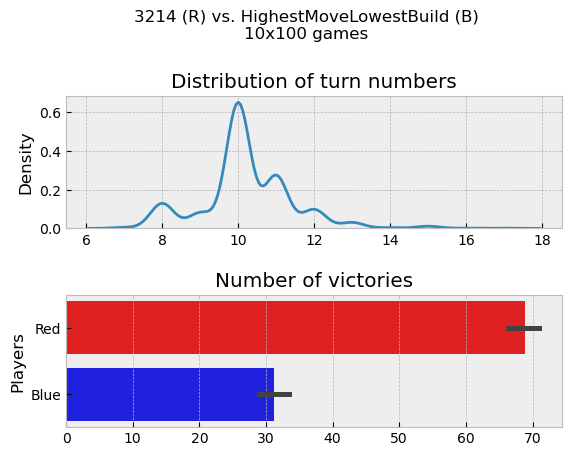 3214 (R) vs. HighestMoveLowestBuild (B)
10x100 games
Distribution of turn numbers
Density
0.6
0.4
0.2
0.0
6 8 10 12 14 16 18
Number of victories
Players
Red
Blue
0 10 20 30 40 50 60 70